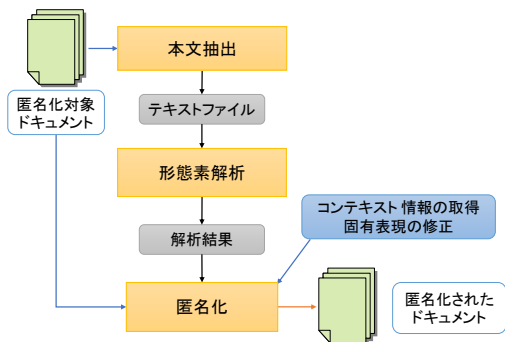 本文抽出
匿名化対象
ドキュメント
テキストファイル
形態素解析
コンテキスト情報の取得
固有表現の修正
解析結果
匿名化
匿名化された
ドキュメント